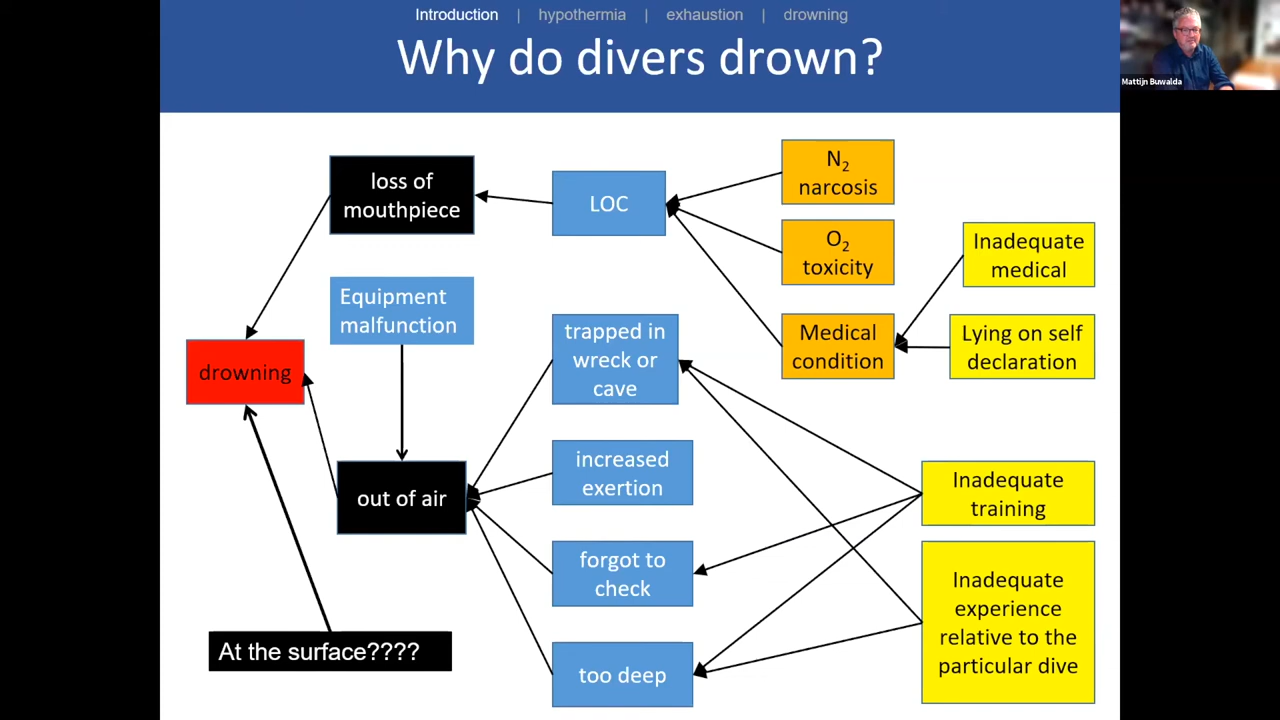 Introduction | hypothermia | exhaustion | drowning
Why do divers drown?
Mattijn Buwalda
loss of
mouthpiece
LOC
N₂
narcosis
O₂
toxicity
Inadequate
medical
Equipment
malfunction
trapped in
wreck or
cave
Medical
condition
Lying on self
declaration
drowning
increased
exertion
out of air
Inadequate
training
forgot to
check
Inadequate
experience
relative to the
particular dive
At the surface????
too deep